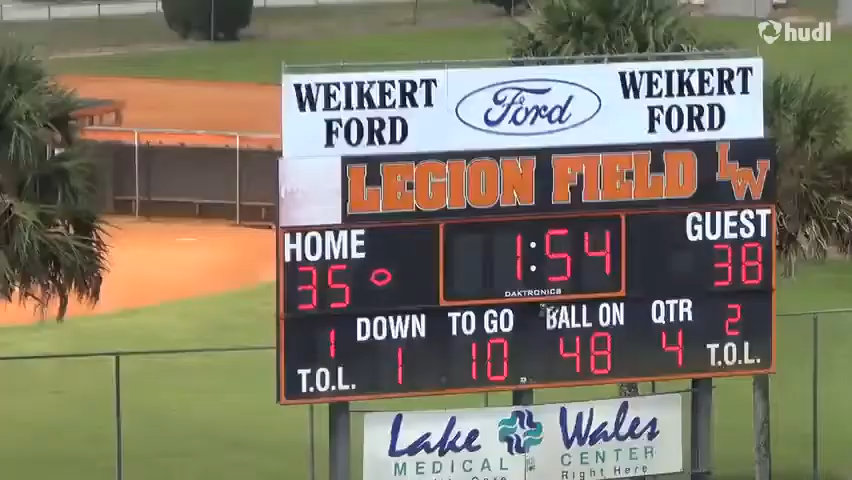 hudl
WEIKERT FORD
Ford
WEIKERT FORD
LEGION FIELD LW
HOME
35
1:54
DAKTRONICS
GUEST
38
1
T.O.L.
DOWN
1
TO GO
10
BALL ON
48
QTR
4
2
T.O.L.
Lake Wales
MEDICAL CENTER
Right Here